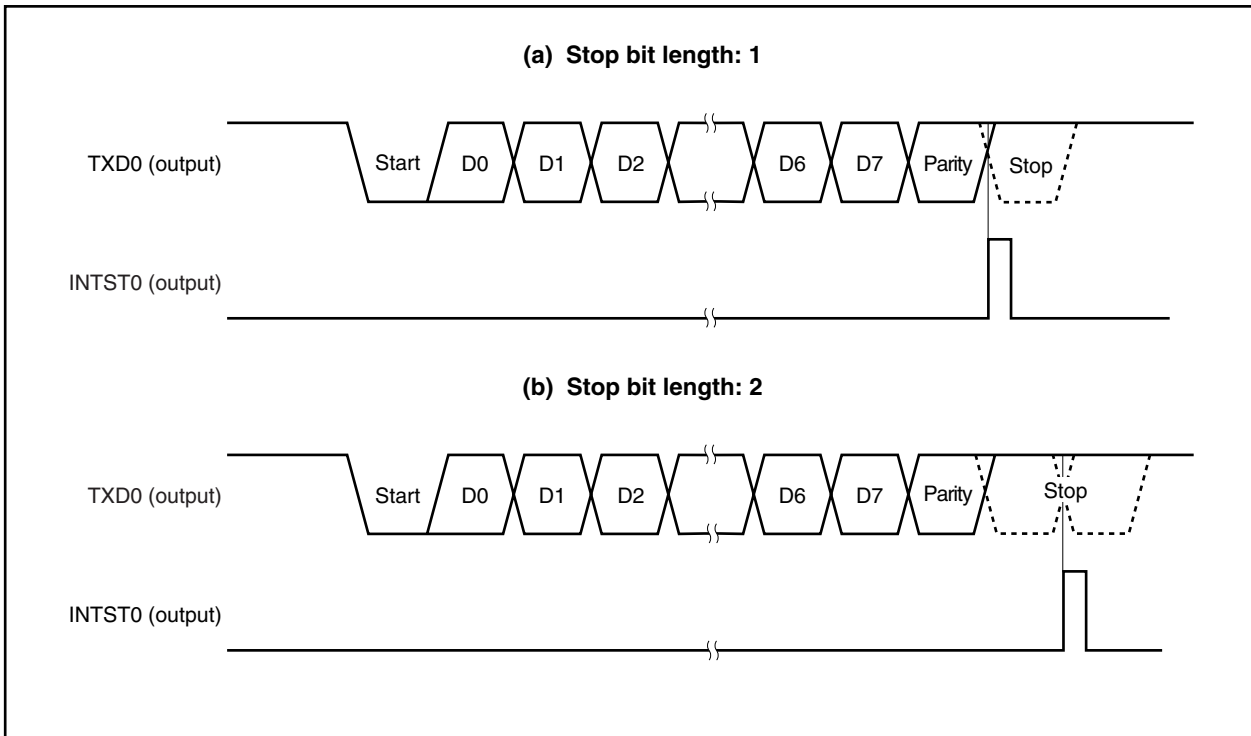 (a) Stop bit length: 1
TXD0 (output) Start D0 D1 D2 D6 D7 Parity Stop
INTST0 (output)
(b) Stop bit length: 2
TXD0 (output) Start D0 D1 D2 D6 D7 Parity Stop
INTST0 (output)